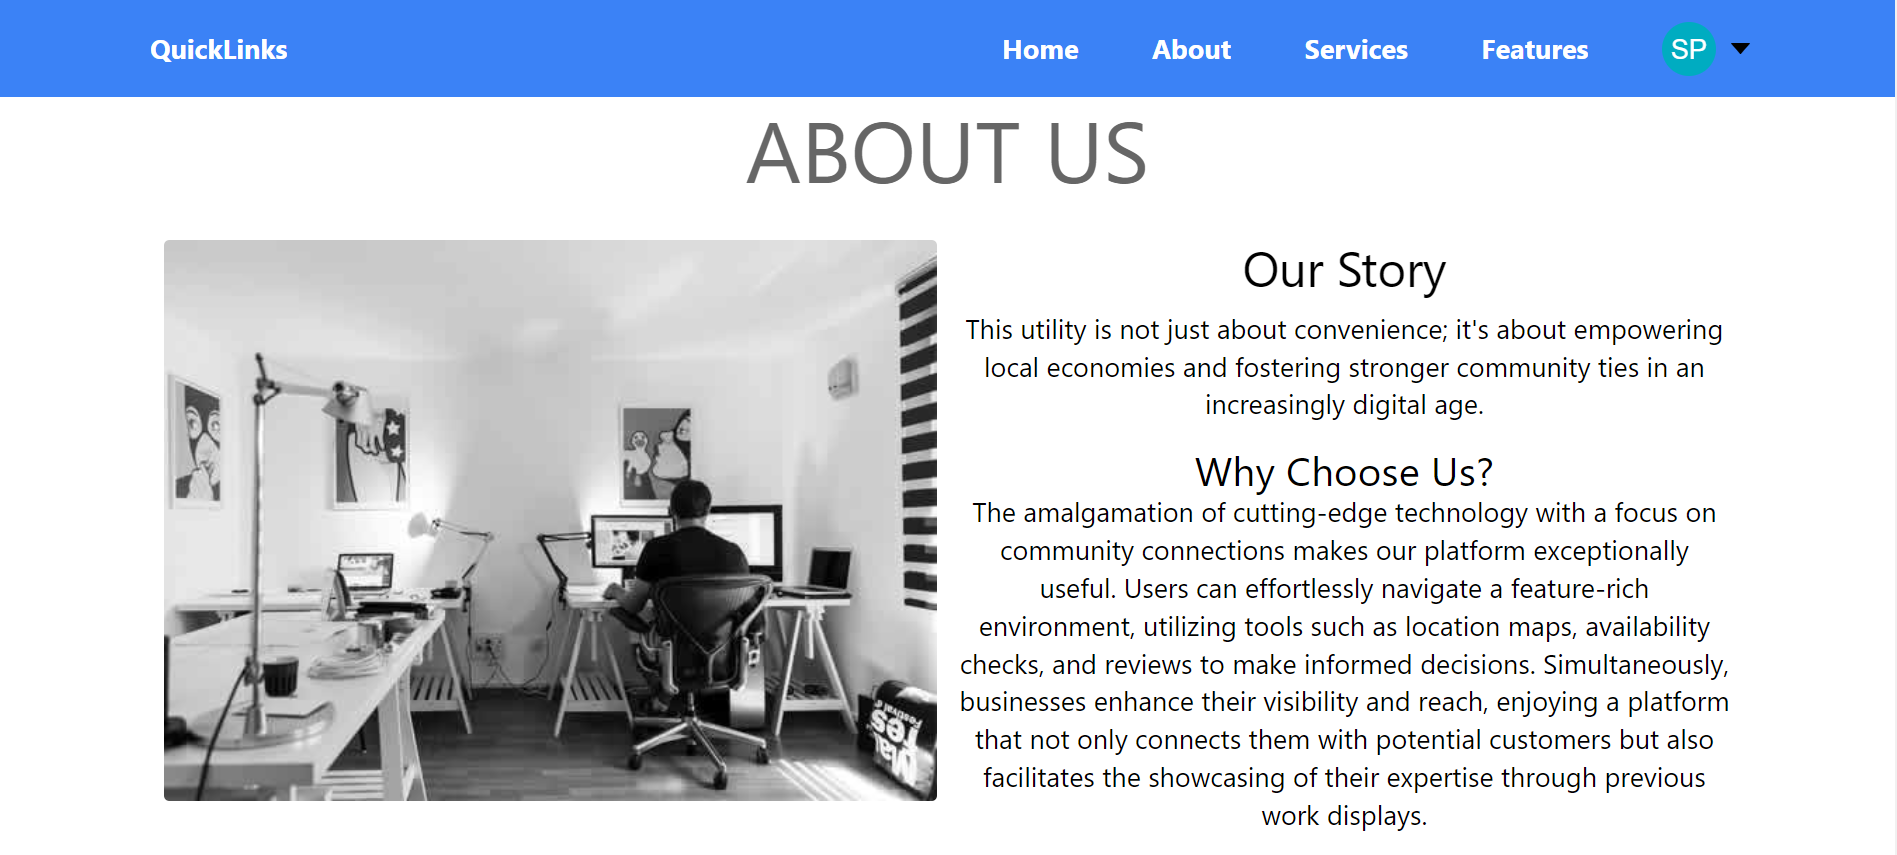 QuickLinks
Home About Services Features SP
ABOUT US
Our Story
This utility is not just about convenience; it's about empowering
local economies and fostering stronger community ties in an
increasingly digital age.
Why Choose Us?
The amalgamation of cutting-edge technology with a focus on
community connections makes our platform exceptionally
useful. Users can effortlessly navigate a feature-rich
environment, utilizing tools such as location maps, availability
checks, and reviews to make informed decisions. Simultaneously,
businesses enhance their visibility and reach, enjoying a platform
that not only connects them with potential customers but also
facilitates the showcasing of their expertise through previous
work displays.